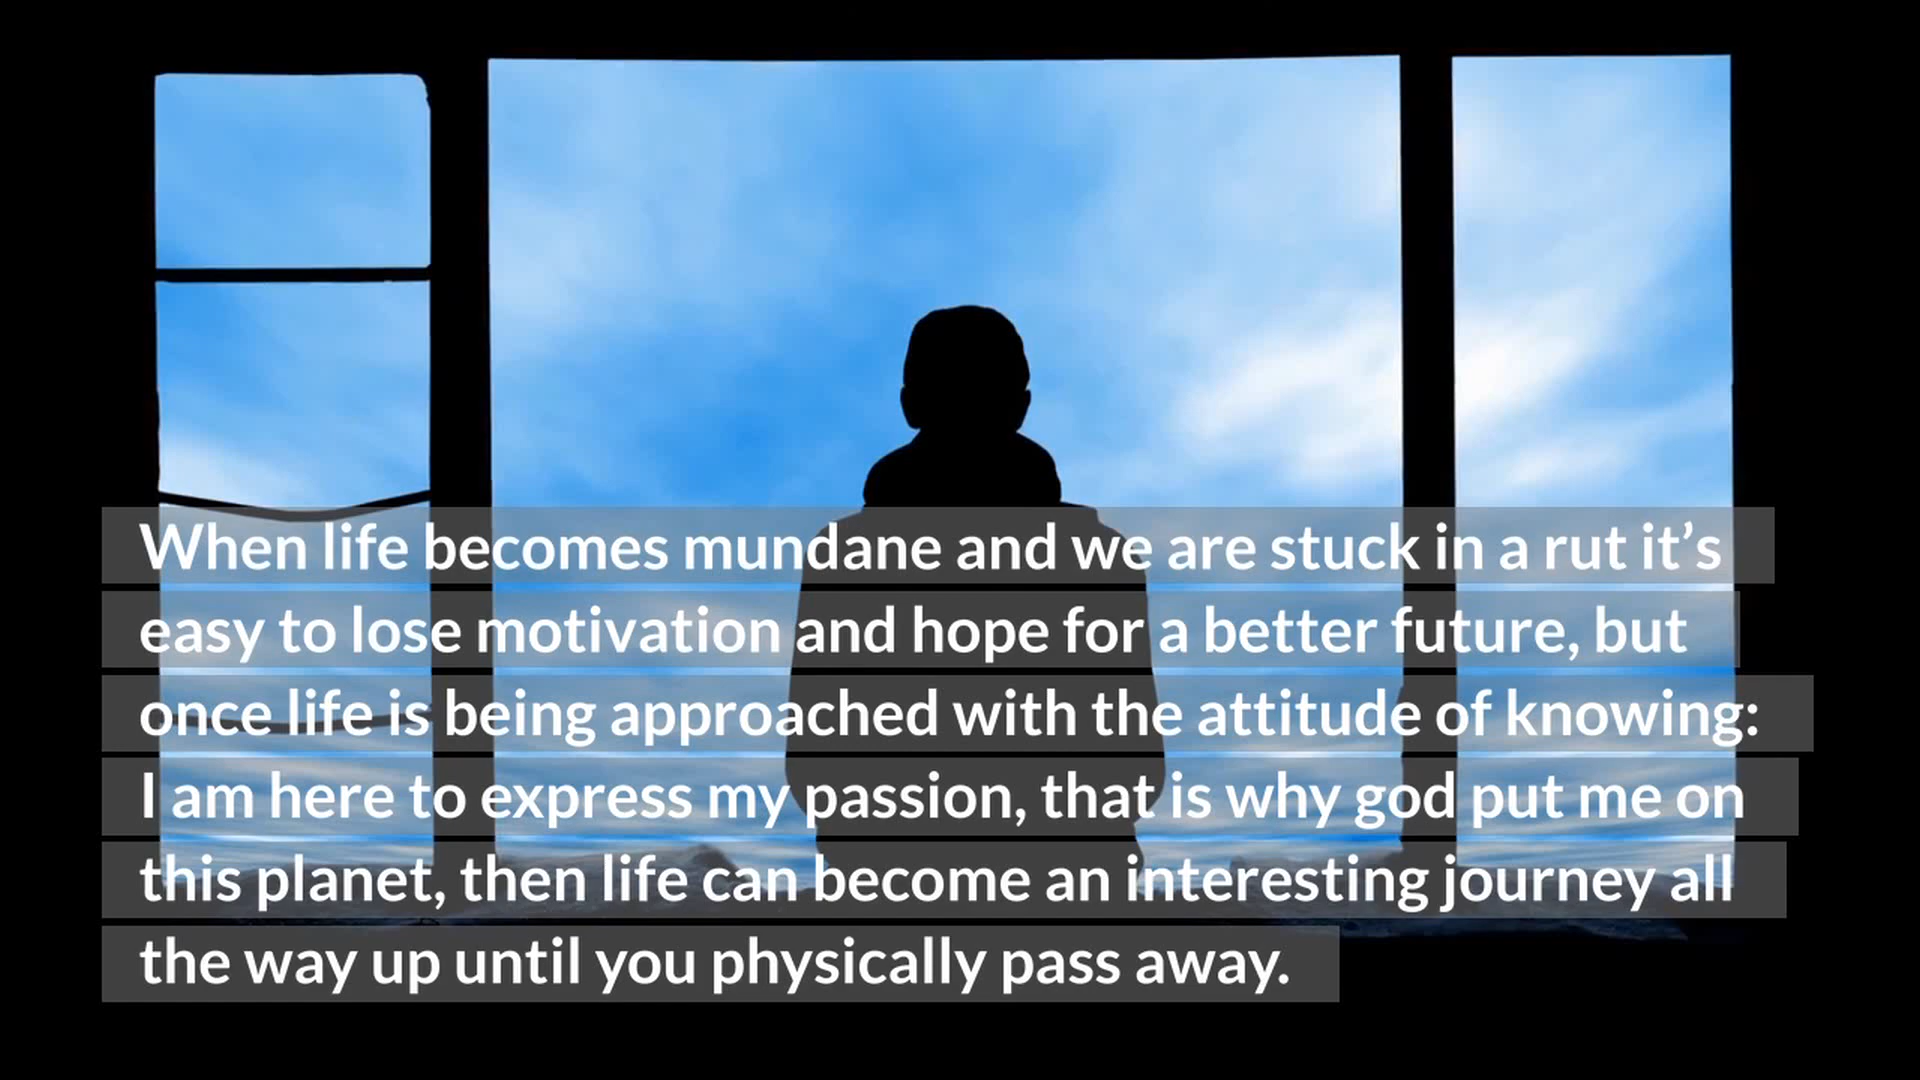 When life becomes mundane and we are stuck in a rut it’s
easy to lose motivation and hope for a better future, but
once life is being approached with the attitude of knowing:
I am here to express my passion, that is why god put me on
this planet, then life can become an interesting journey all
the way up until you physically pass away.